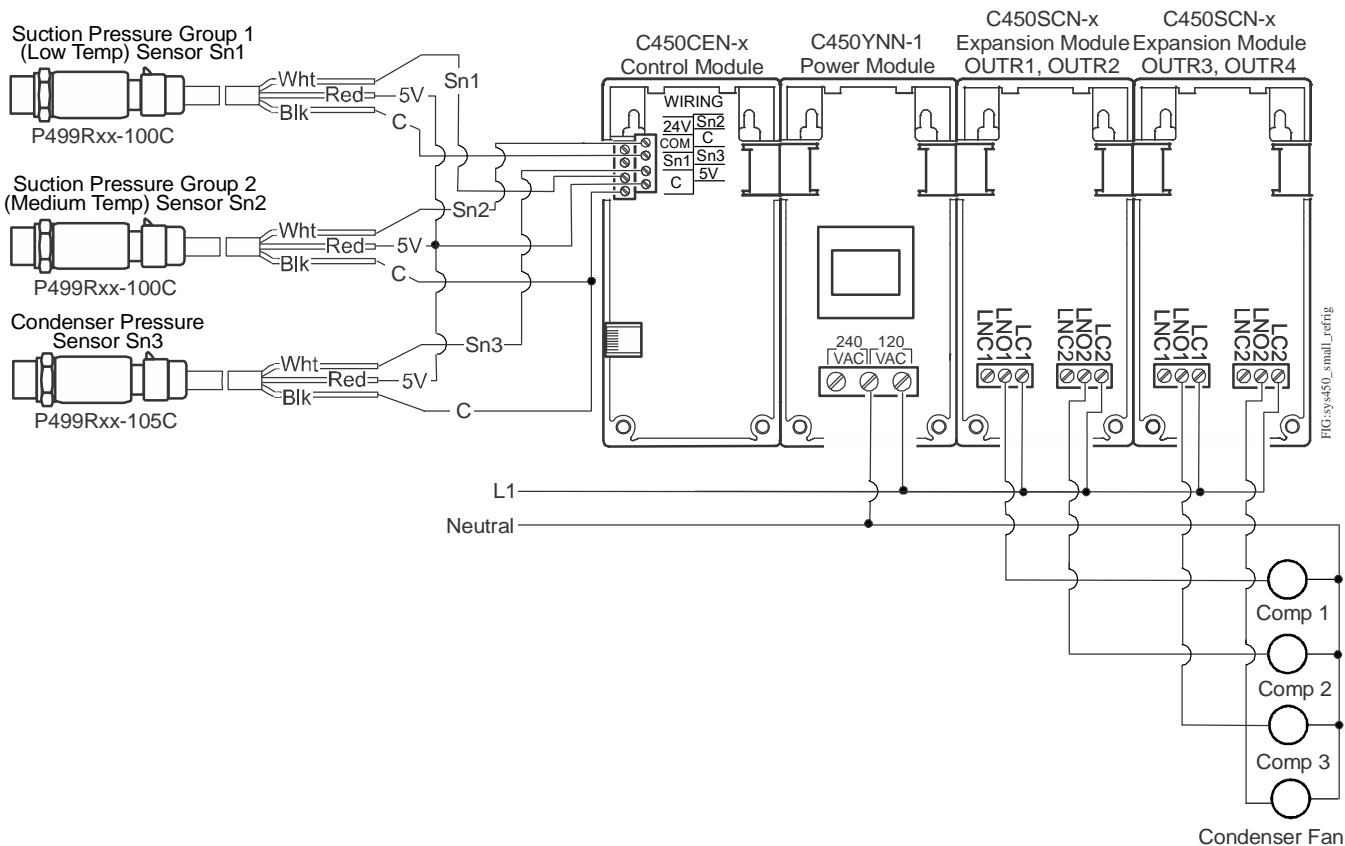 Suction Pressure Group 1
(Low Temp) Sensor Sn1
Wht
Red
5V
Blk
C
Sn1
P499Rxx-100C
Suction Pressure Group 2
(Medium Temp) Sensor Sn2
Wht
Sn2
Red
5V
Blk
C
P499Rxx-100C
Condenser Pressure
Sensor Sn3
Wht
Sn3
Red
5V
Blk
C
P499Rxx-105C
C450CEN-x
Control Module
WIRING
24V
Sn2
COM
C
Sn1
Sn3
C
5V
C450YNN-1
Power Module
240
VAC
120
VAC
C450SCN-x
Expansion Module
OUTR1, OUTR2
LNC1
LNO1
LC1
LNC2
LNO2
LC2
C450SCN-x
Expansion Module
OUTR3, OUTR4
LNC1
LNO1
LC1
LNC2
LNO2
LC2
FIG:sys450_small_refrig
L1
Neutral
Comp 1
Comp 2
Comp 3
Condenser Fan